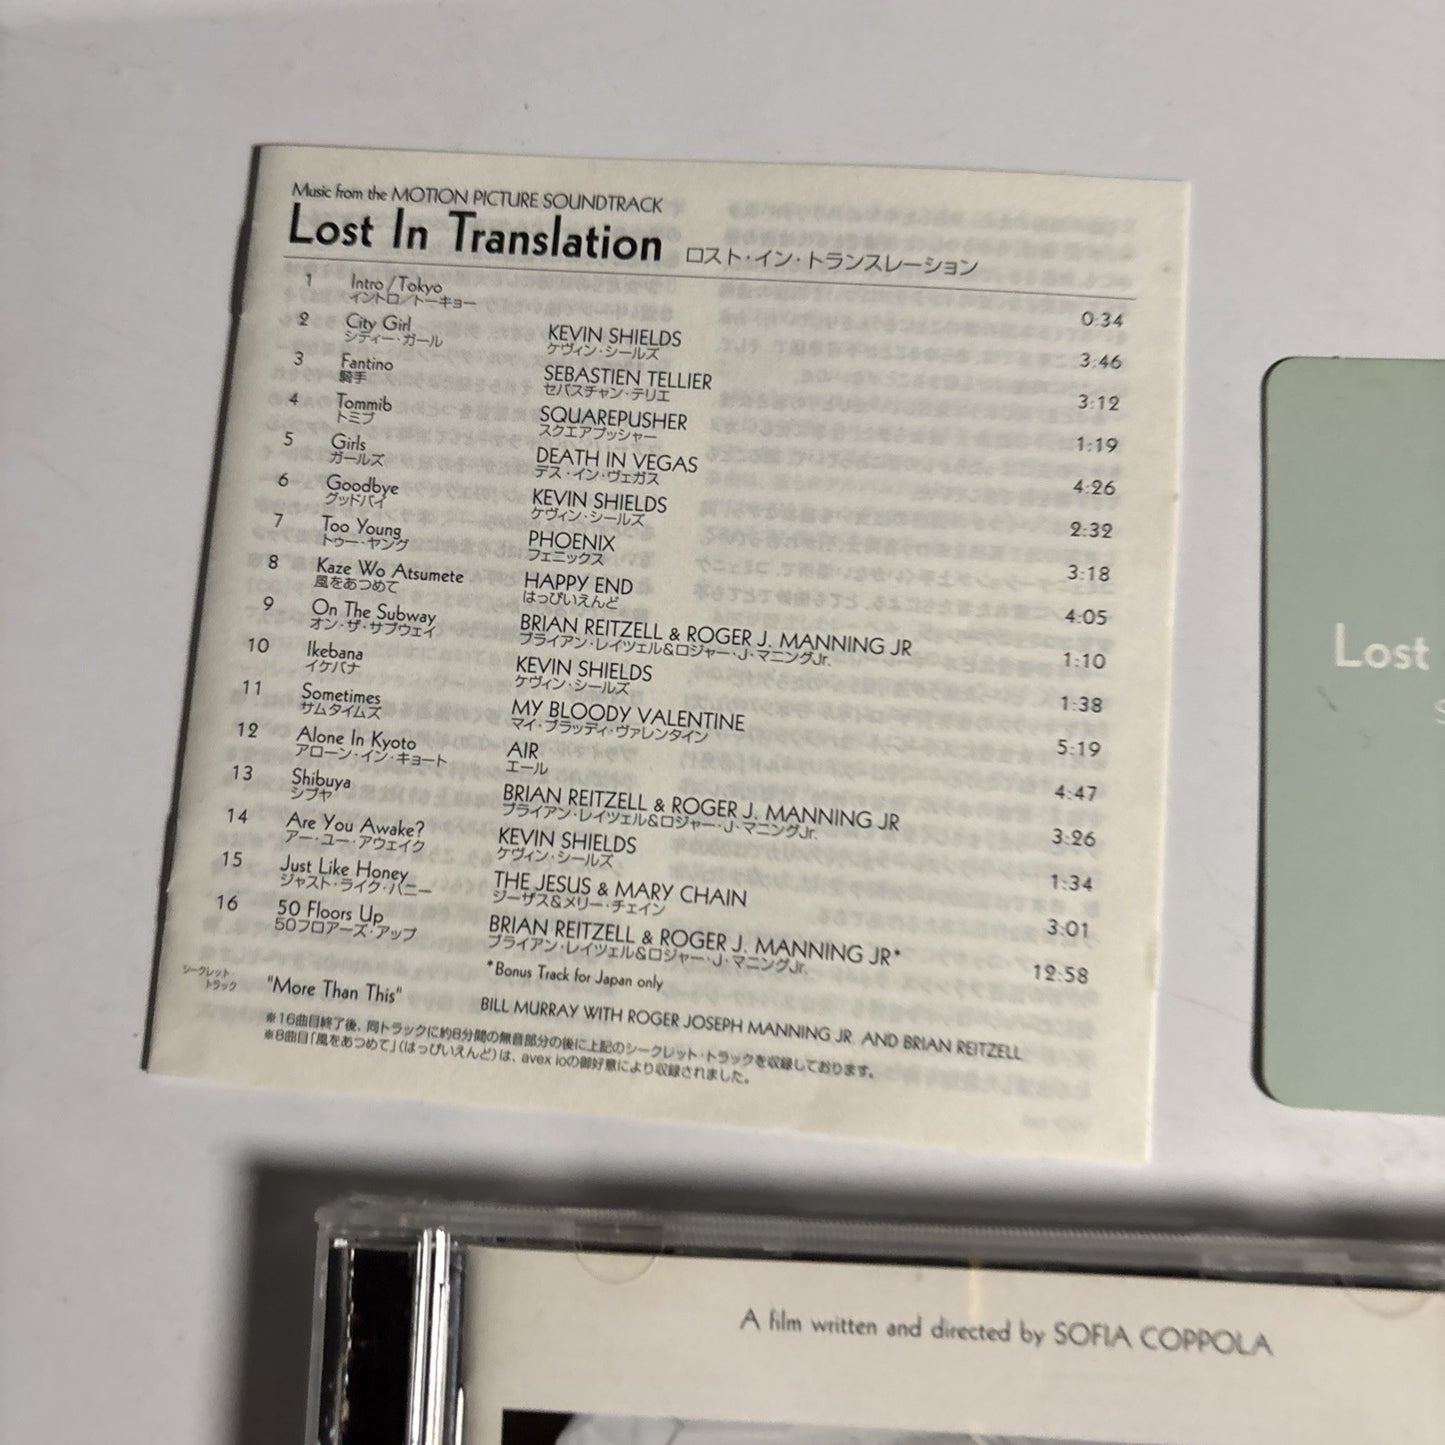 Music from the MOTION PICTURE SOUNDTRACK
Lost In Translation ロスト・イン・トランスレーション
1 Intro/Tokyo 0:34
イントロ/トーキョー
2 City Girl KEVIN SHIELDS 3:46
シティー・ガール ケヴィン・シールズ
3 Fantino SEBASTIEN TELLIER 3:12
騎手 セバスチャン・テリエ
4 Tommib SQUAREPUSHER 1:19
トミブ スクエアプッシャー
5 Girls DEATH IN VEGAS 4:26
ガールズ デス・イン・ヴェガス
6 Goodbye KEVIN SHIELDS 2:32
グッドバイ ケヴィン・シールズ
7 Too Young PHOENIX 3:18
トゥー・ヤング フェニックス
8 Kaze Wo Atsumete HAPPY END 4:05
風をあつめて はっぴいえんど
9 On The Subway BRIAN REITZELL & ROGER J. MANNING JR 1:10
オン・ザ・サブウェイ ブライアン・レイツェル&ロジャー・J・マニングJr.
10 Ikebana KEVIN SHIELDS 1:38
イケバナ ケヴィン・シールズ
11 Sometimes MY BLOODY VALENTINE 5:19
サムタイムズ マイ・ブラッディ・ヴァレンタイン
12 Alone In Kyoto AIR 4:47
アローン・イン・キョート エール
13 Shibuya BRIAN REITZELL & ROGER J. MANNING JR 3:26
シブヤ ブライアン・レイツェル&ロジャー・J・マニングJr.
14 Are You Awake? KEVIN SHIELDS 1:34
アー・ユー・アウェイク ケヴィン・シールズ
15 Just Like Honey THE JESUS & MARY CHAIN 3:01
ジャスト・ライク・ハニー ジーザス&メリー・チェイン
16 50 Floors Up BRIAN REITZELL & ROGER J. MANNING JR* 12:58
50フロアーズ・アップ ブライアン・レイツェル&ロジャー・J・マニングJr.
*Bonus Track for Japan only
シークレット・トラック "More Than This" BILL MURRAY WITH ROGER JOSEPH MANNING JR. AND BRIAN REITZELL
※16曲目終了後、同トラックに約8分間の無音部分の後に上記のシークレット・トラックを収録しております。
※8曲目「風をあつめて」(はっぴいえんど)は、avex ioの御好意により収録されました。
Lost
A film written and directed by SOFIA COPPOLA